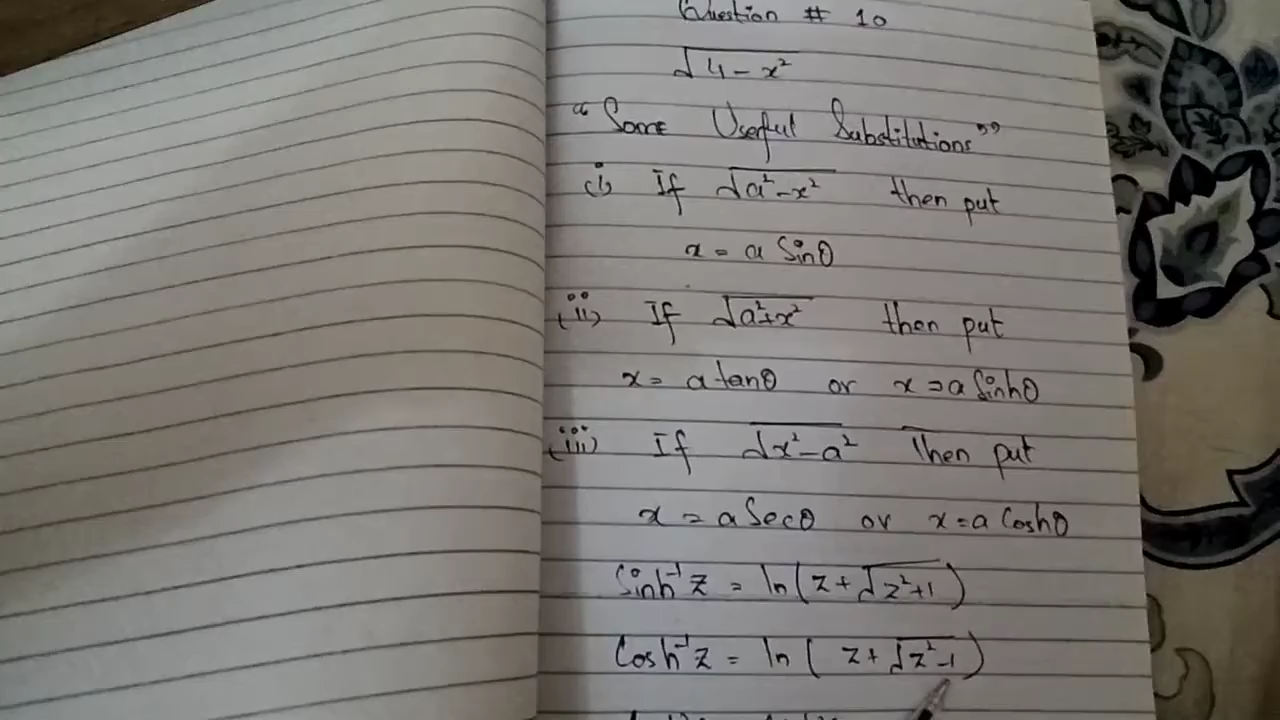 Question # 10
√4-x²
“Some Useful Substitutions”
(i) If √a²-x² then put
x = a Sinθ
(ii) If √a²+x² then put
x = a tanθ or x = a Sinhθ
(iii) If √x²-a² Then put
x = a Secθ or x = a Coshθ
Sinh⁻¹z = ln(z+√z²+1)
Cosh⁻¹z = ln( z+√z²-1)